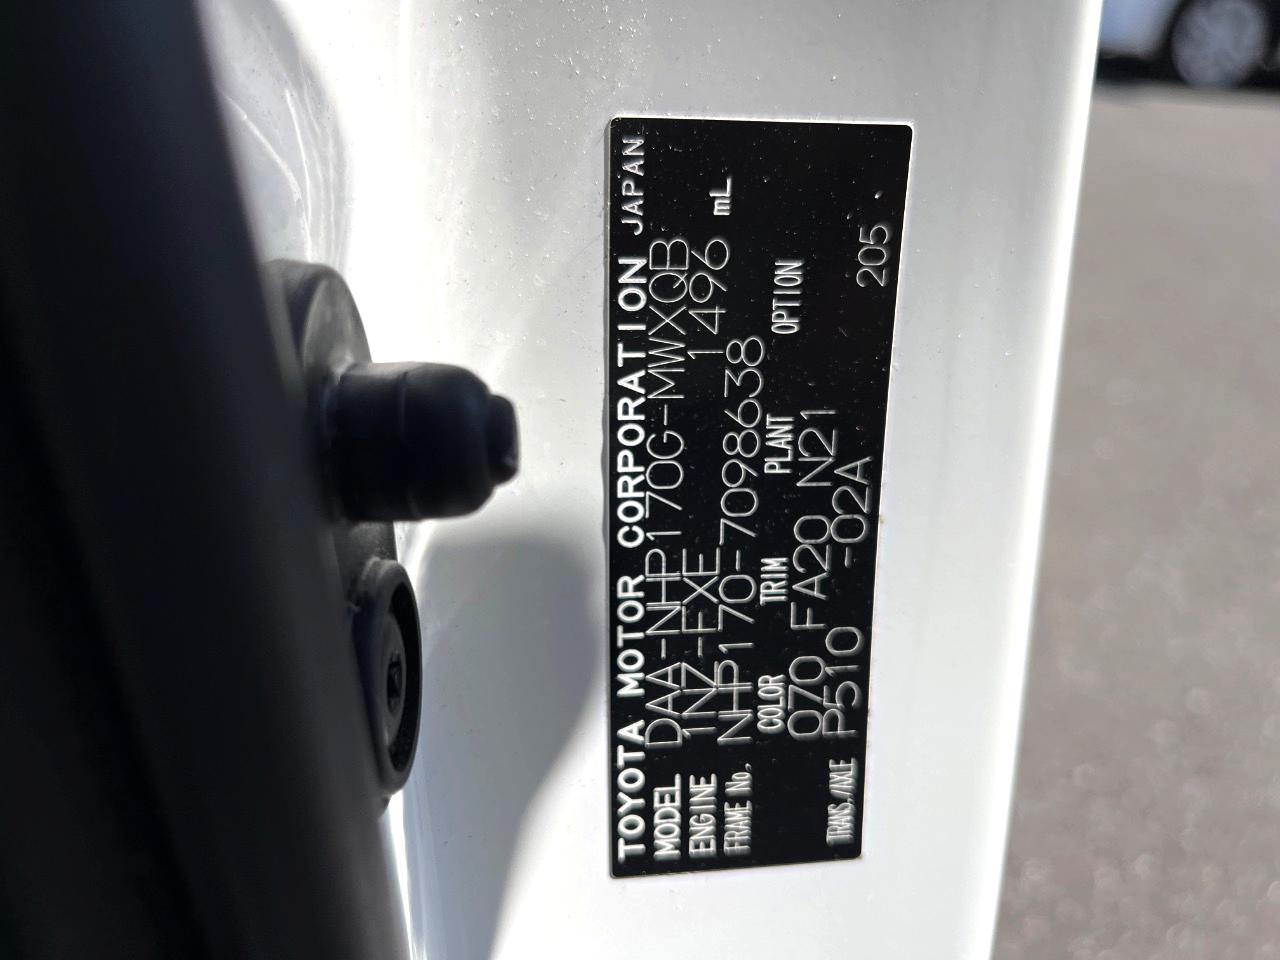 TOYOTA MOTOR CORPORATION JAPAN
MODEL DAA-NHP170G-MWXQB
ENGINE 1NZ-FXE 1496 mL
FRAME No. NHP170-7098638
COLOR TRIM PLANT OPTION
070 FA20 N21
TRANS./AXLE P510 -02A 205